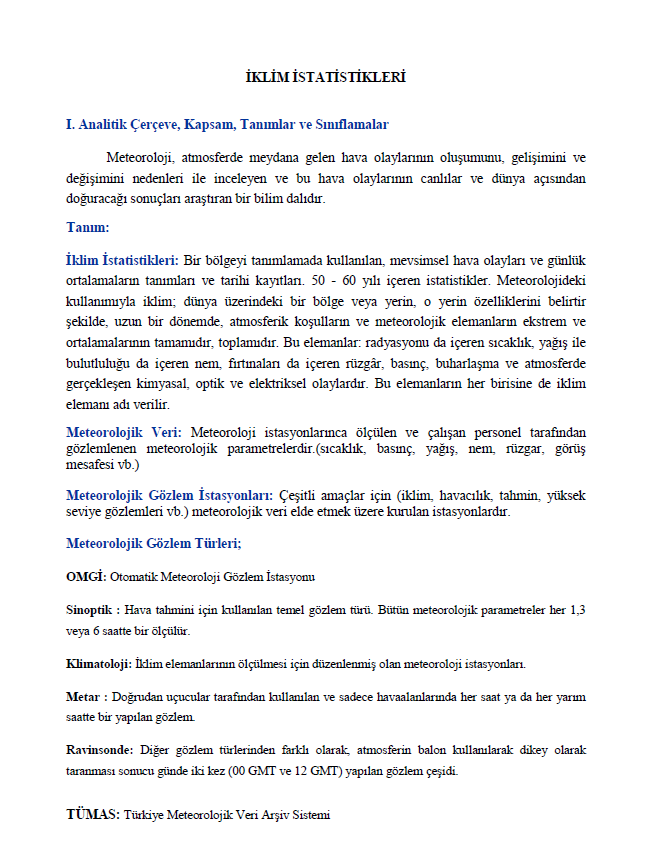 İKLİM İSTATİSTİKLERİ
I. Analitik Çerçeve, Kapsam, Tanımlar ve Sınıflamalar
Meteoroloji, atmosferde meydana gelen hava olaylarının oluşumunu, gelişimini ve
değişimini nedenleri ile inceleyen ve bu hava olaylarının canlılar ve dünya açısından
doğuracağı sonuçları araştıran bir bilim dalıdır.
Tanım:
İklim İstatistikleri: Bir bölgeyi tanımlamada kullanılan, mevsimsel hava olayları ve günlük
ortalamaların tanımları ve tarihi kayıtları. 50 - 60 yılı içeren istatistikler. Meteorolojideki
kullanımıyla iklim; dünya üzerindeki bir bölge veya yerin, o yerin özelliklerini belirtir
şekilde, uzun bir dönemde, atmosferik koşulların ve meteorolojik elemanların ekstrem ve
ortalamalarının tamamıdır, toplamıdır. Bu elemanlar: radyasyonu da içeren sıcaklık, yağış ile
bulutluluğu da içeren nem, fırtınaları da içeren rüzgâr, basınç, buharlaşma ve atmosferde
gerçekleşen kimyasal, optik ve elektriksel olaylardır. Bu elemanların her birisine de iklim
elemanı adı verilir.
Meteorolojik Veri: Meteoroloji istasyonlarınca ölçülen ve çalışan personel tarafından
gözlemlenen meteorolojik parametrelerdir.(sıcaklık, basınç, yağış, nem, rüzgar, görüş
mesafesi vb.)
Meteorolojik Gözlem İstasyonları: Çeşitli amaçlar için (iklim, havacılık, tahmin, yüksek
seviye gözlemleri vb.) meteorolojik veri elde etmek üzere kurulan istasyonlardır.
Meteorolojik Gözlem Türleri;
OMGİ: Otomatik Meteoroloji Gözlem İstasyonu
Sinoptik : Hava tahmini için kullanılan temel gözlem türü. Bütün meteorolojik parametreler her 1,3
veya 6 saatte bir ölçülür.
Klimatoloji: İklim elemanlarının ölçülmesi için düzenlenmiş olan meteoroloji istasyonları.
Metar : Doğrudan uçucular tarafından kullanılan ve sadece havaalanlarında her saat ya da her yarım
saatte bir yapılan gözlem.
Ravinsonde: Diğer gözlem türlerinden farklı olarak, atmosferin balon kullanılarak dikey olarak
taranması sonucu günde iki kez (00 GMT ve 12 GMT) yapılan gözlem çeşidi.
TÜMAS: Türkiye Meteorolojik Veri Arşiv Sistemi